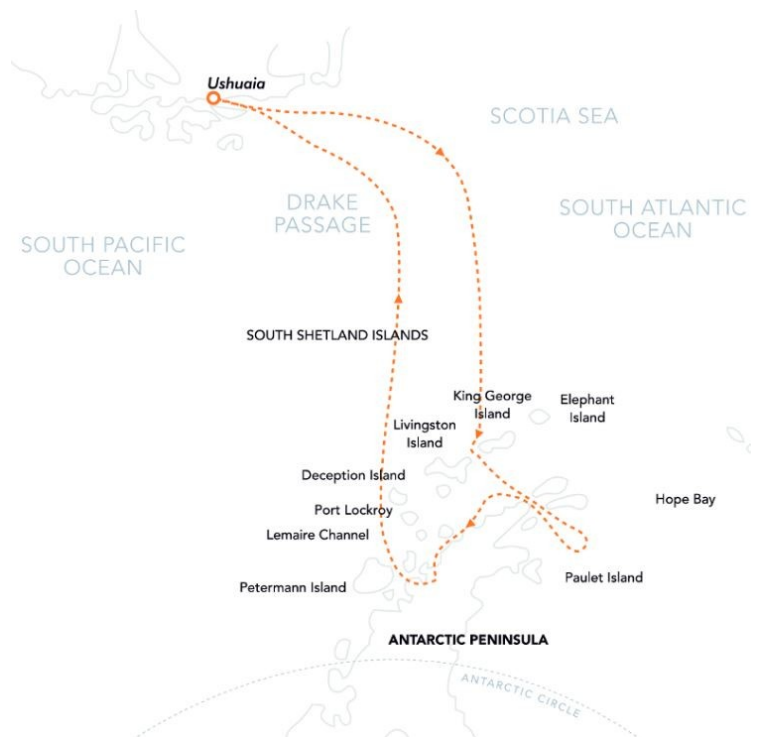 Ushuaia
SCOTIA SEA
DRAKE
PASSAGE
SOUTH ATLANTIC
OCEAN
SOUTH PACIFIC
OCEAN
SOUTH SHETLAND ISLANDS
King George
Island
Elephant
Island
Livingston
Island
Deception Island
Hope Bay
Port Lockroy
Lemaire Channel
Paulet Island
Petermann Island
ANTARCTIC PENINSULA
ANTARCTIC CIRCLE